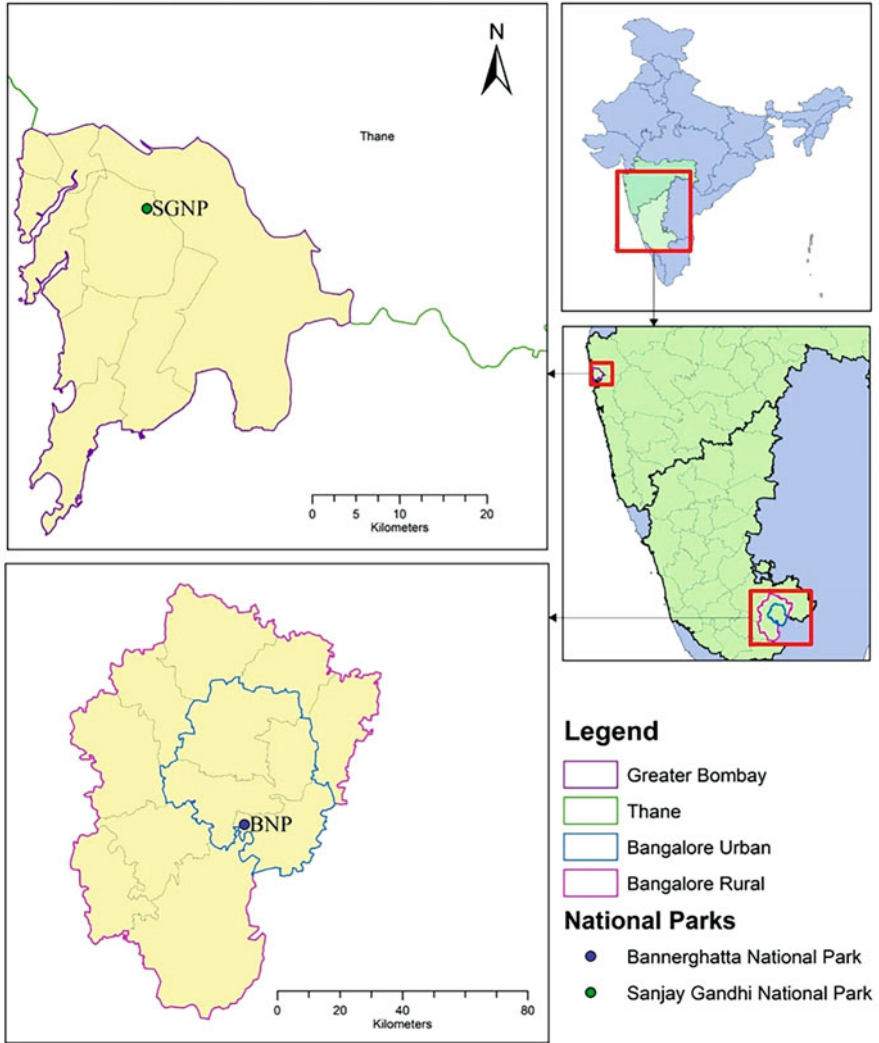 N
Thane
SGNP
0 5 10 20
Kilometers
BNP
0 20 40 80
Kilometers
Legend
Greater Bombay
Thane
Bangalore Urban
Bangalore Rural
National Parks
Bannerghatta National Park
Sanjay Gandhi National Park